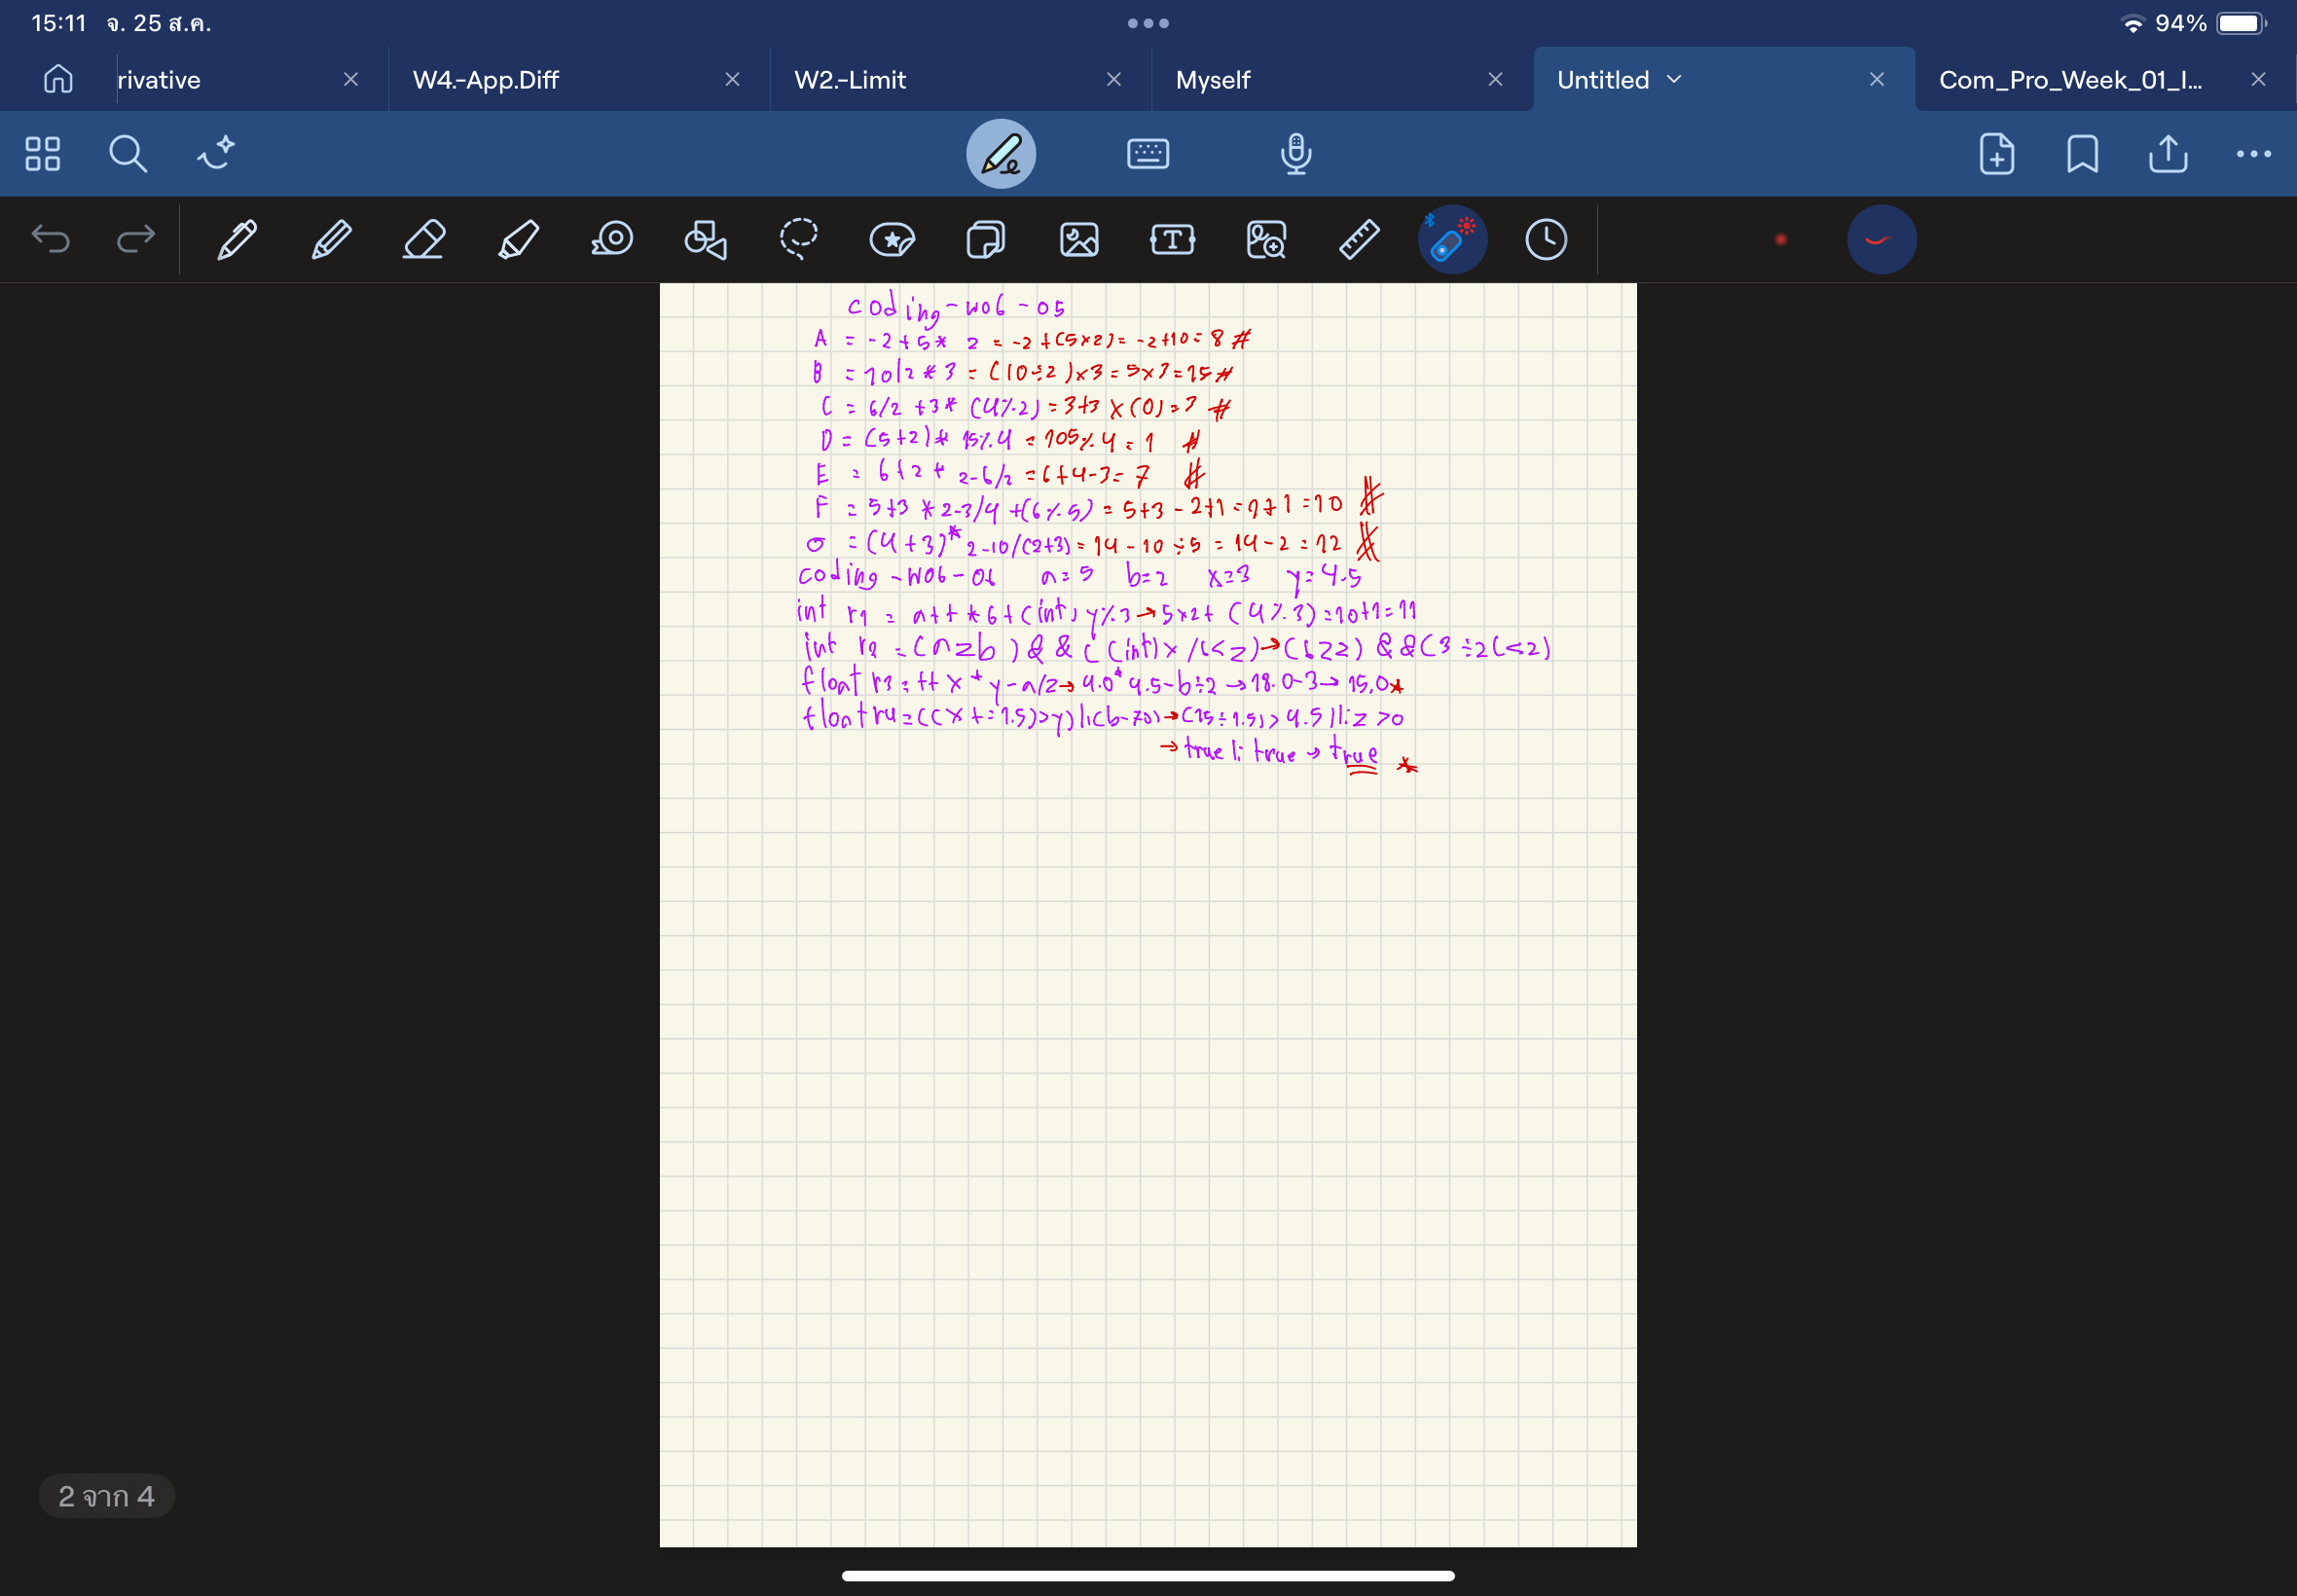 15:11 จ. 25 ส.ค. 94%
rivative W4.-App.Diff W2.-Limit Myself Untitled Com_Pro_Week_01_I...
coding-W06-05
A = -2+5* 2 = -2+(5×2)= -2+10=8 #
B = 10/2*3 = (10÷2)×3=5×3=15#
C = 6/2 +3* (4%2)=3+3×(0)=3 #
D = (5+2)* 15%4 = 105%4=1 #
E = 6+2* 2-6/2 =6+4-3=7 #
F = 5+3 *2-3/4 +(6%5)=5+3-2+1=9+1=10 #
=(4+3)* 2-10/(2+3)=14-10÷5=14-2=12 #
coding-W06-06 a=5 b=2 x=3 y=4.5
int r1 = a++*6+(int)y%3→5×2+(4%3)=10+1=11
int r2 =(a≥b)&&((int)x/(<z)→(6≥2)&&(3÷2(<2)
float r3=++x*y-a/2→4.0*4.5-b÷2→18.0-3→15.0*
float r4=((x+=1.5)>y) (b-70)→(15÷1.5)>4.5 >0
→true true→true *
2 จาก 4